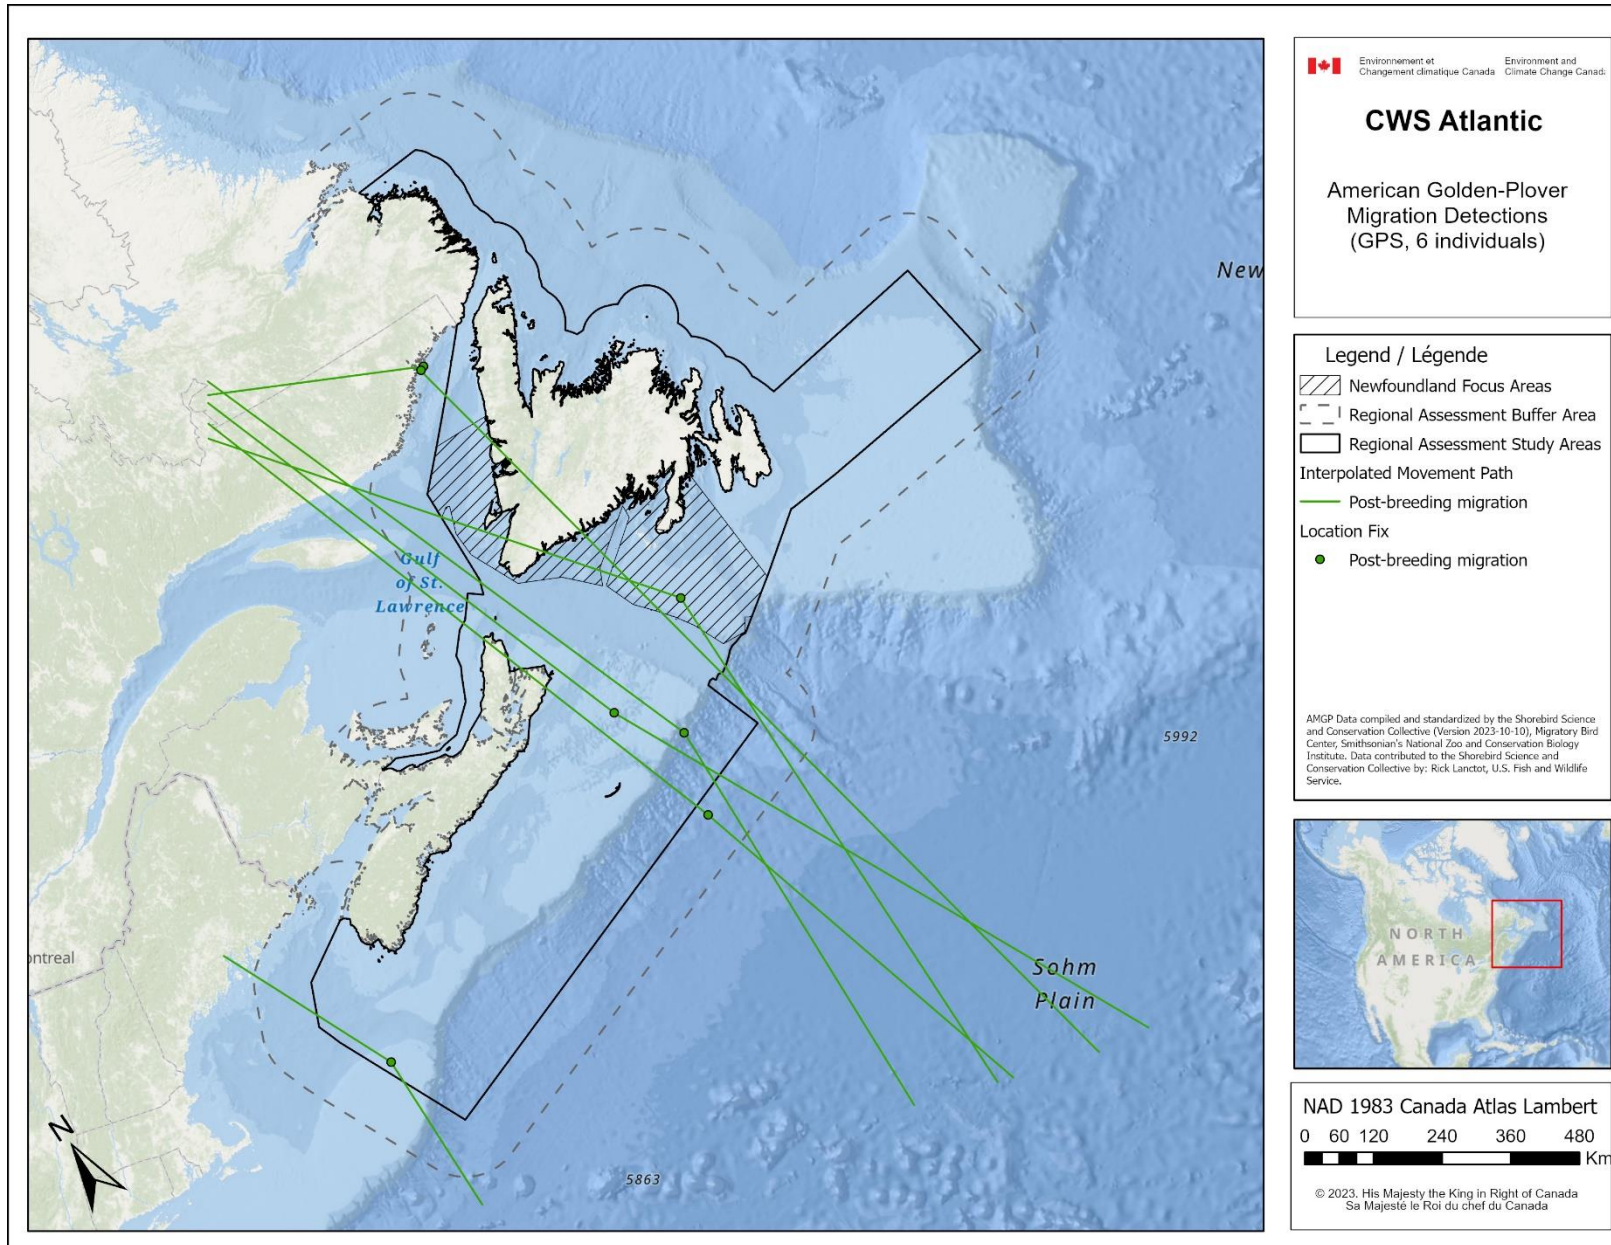 New
Gulf
of St.
Lawrence
5992
ontreal
Sohm
Plain
5863
N
Environnement et
Changement climatique Canada
Environment and
Climate Change Canada
CWS Atlantic
American Golden-Plover
Migration Detections
(GPS, 6 individuals)
Legend / Légende
Newfoundland Focus Areas
Regional Assessment Buffer Area
Regional Assessment Study Areas
Interpolated Movement Path
Post-breeding migration
Location Fix
Post-breeding migration
AMGP Data compiled and standardized by the Shorebird Science
and Conservation Collective (Version 2023-10-10), Migratory Bird
Center, Smithsonian's National Zoo and Conservation Biology
Institute. Data contributed to the Shorebird Science and
Conservation Collective by: Rick Lanctot, U.S. Fish and Wildlife
Service.
NORTH
AMERICA
NAD 1983 Canada Atlas Lambert
0 60 120 240 360 480
Km
© 2023. His Majesty the King in Right of Canada
Sa Majesté le Roi du chef du Canada